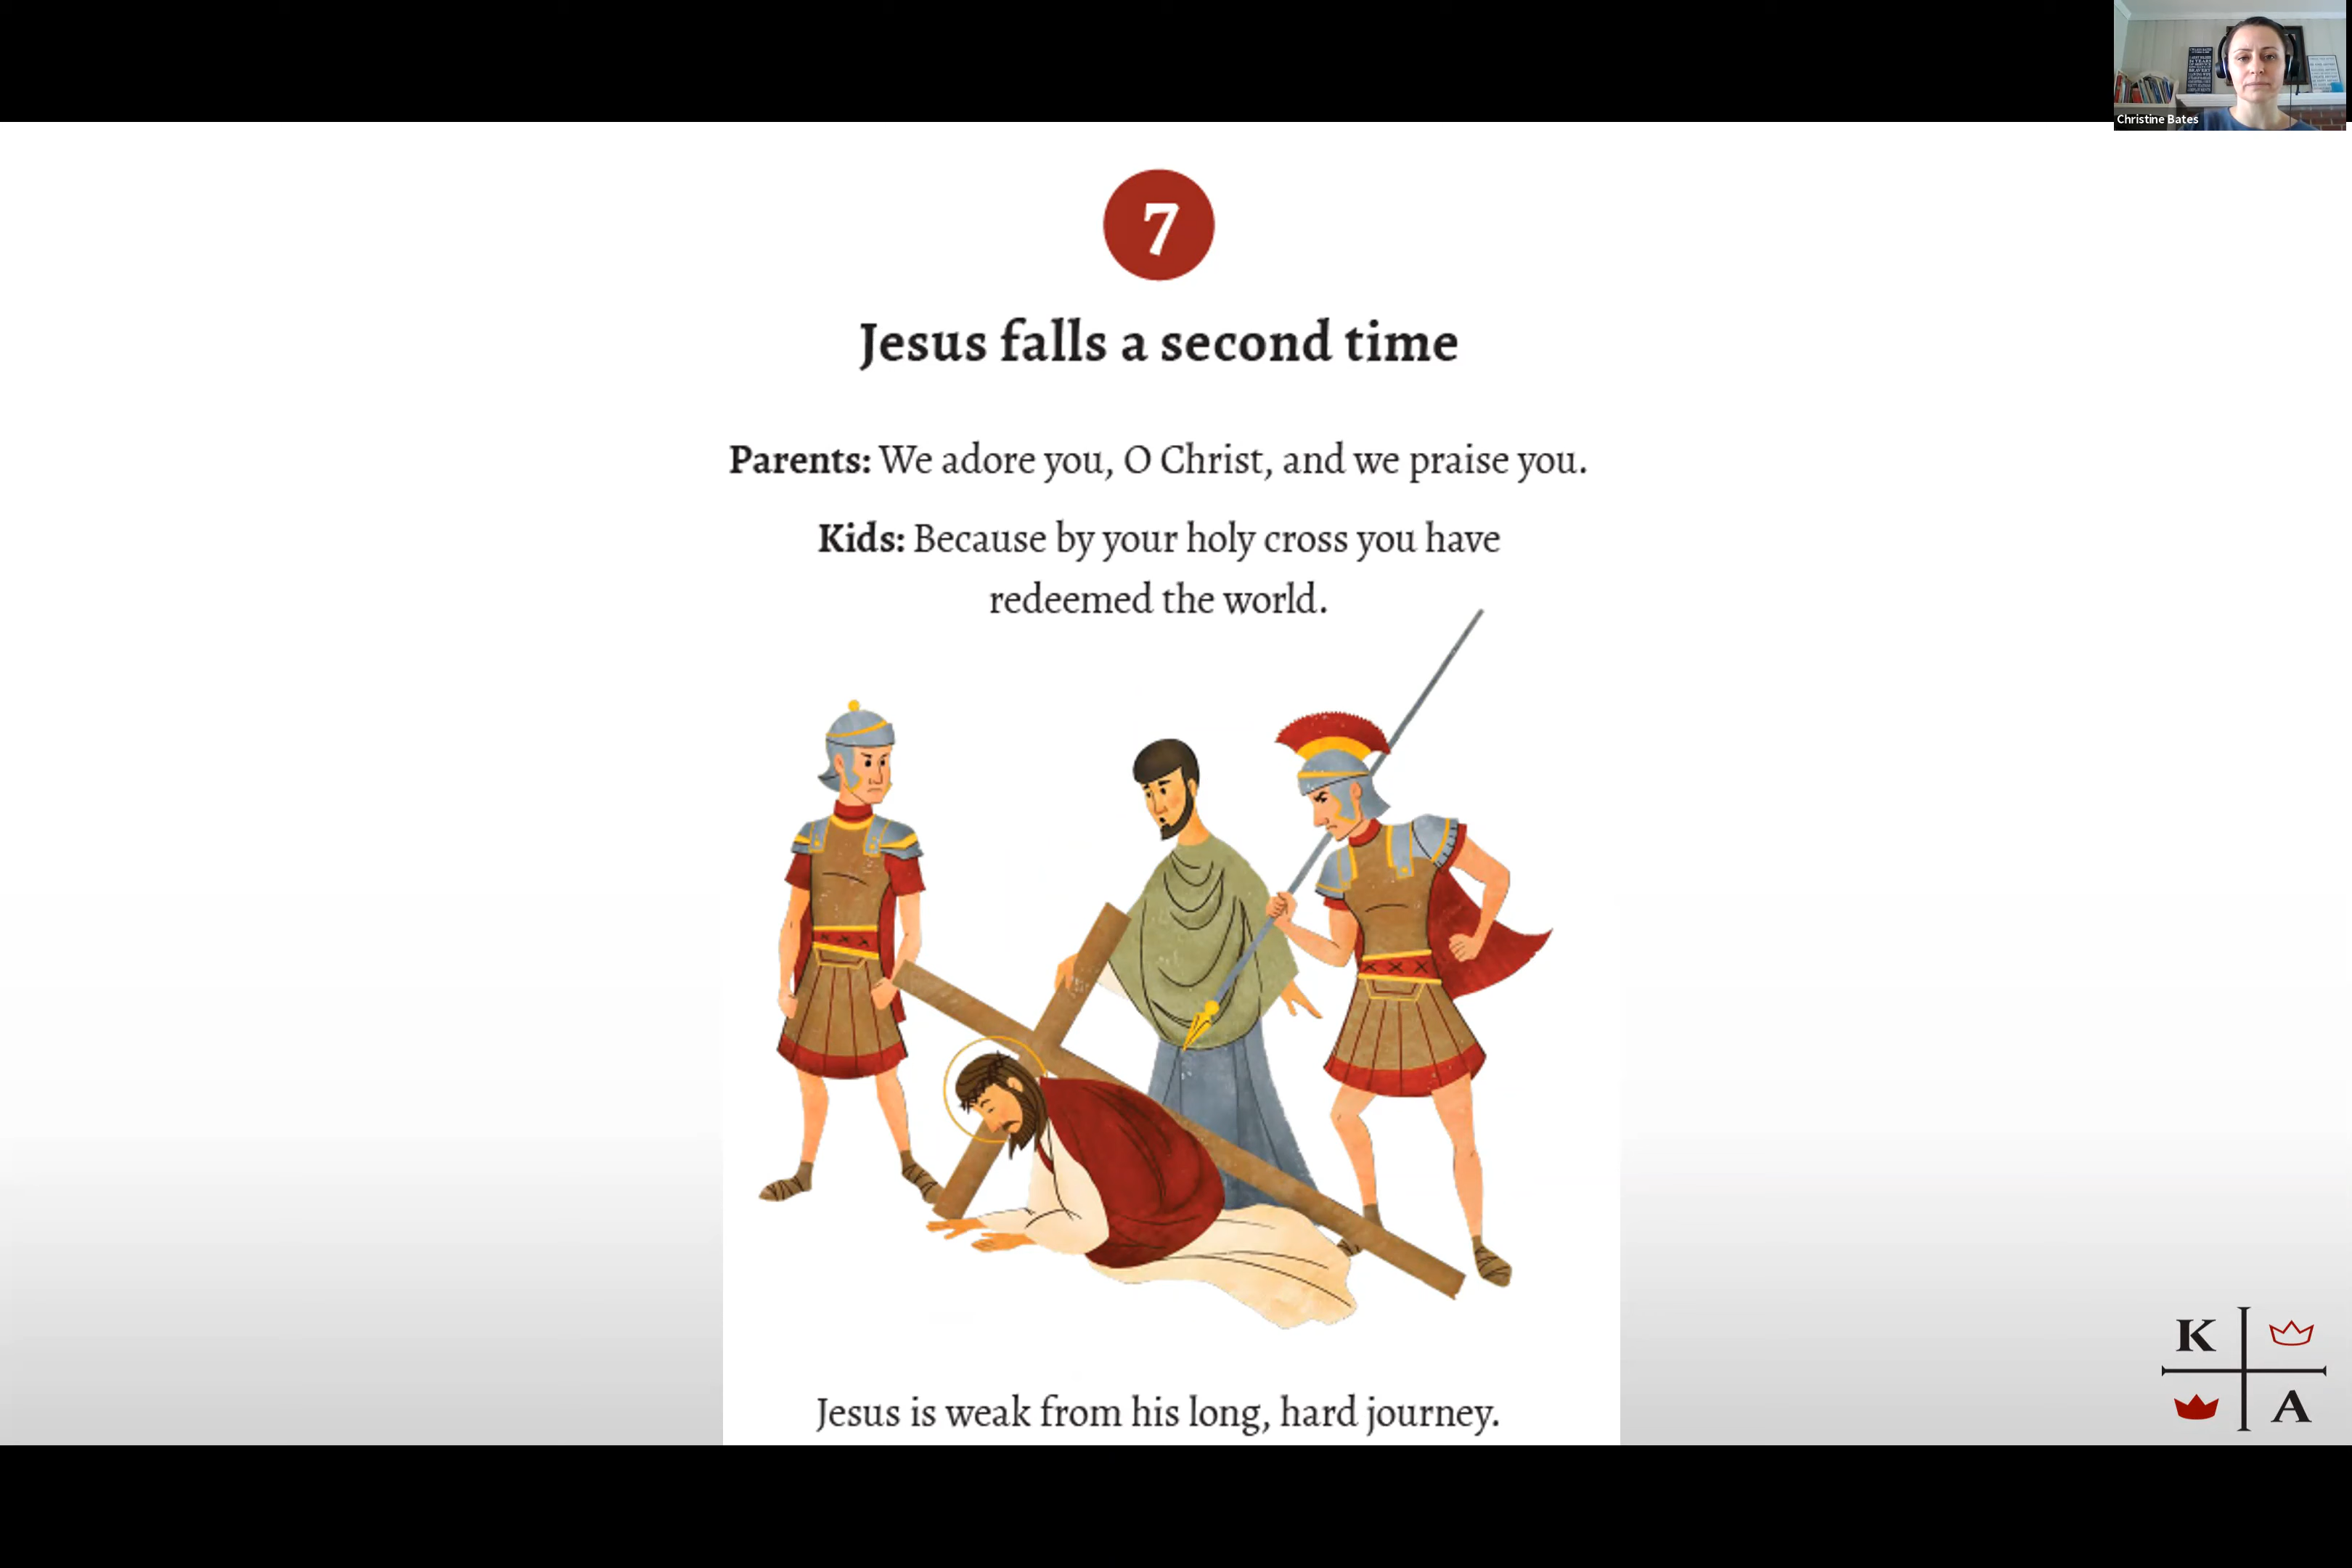 Christine Bates
7
Jesus falls a second time
Parents: We adore you, O Christ, and we praise you.
Kids: Because by your holy cross you have
redeemed the world.
Jesus is weak from his long, hard journey.
K
A